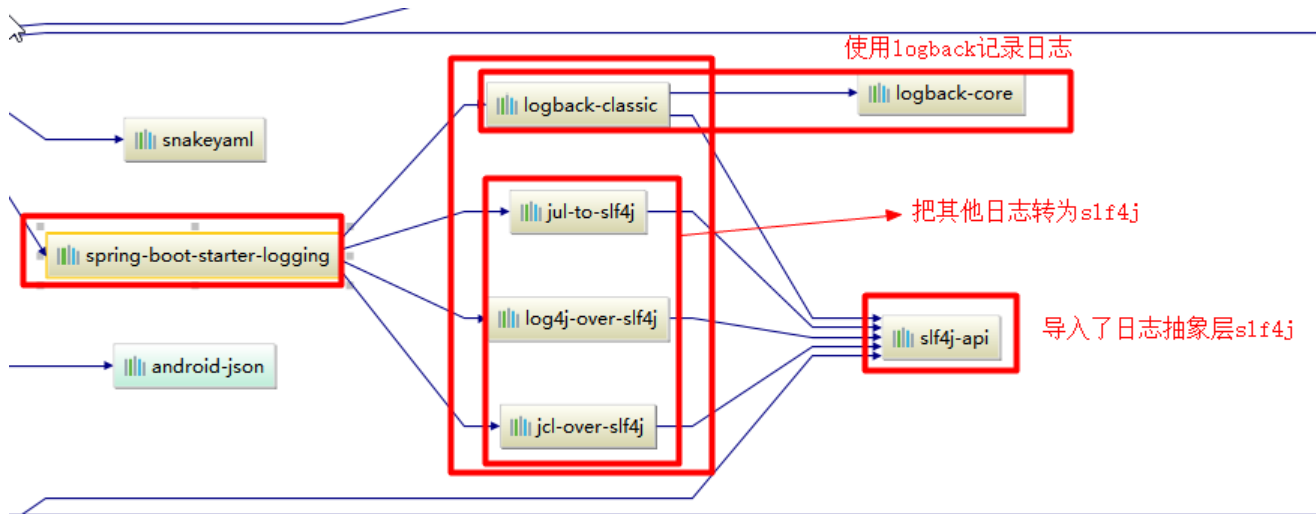 使用logback记录日志
logback-classic
logback-core
snakeyaml
jul-to-slf4j
把其他日志转为slf4j
spring-boot-starter-logging
log4j-over-slf4j
slf4j-api
导入了日志抽象层slf4j
android-json
jcl-over-slf4j